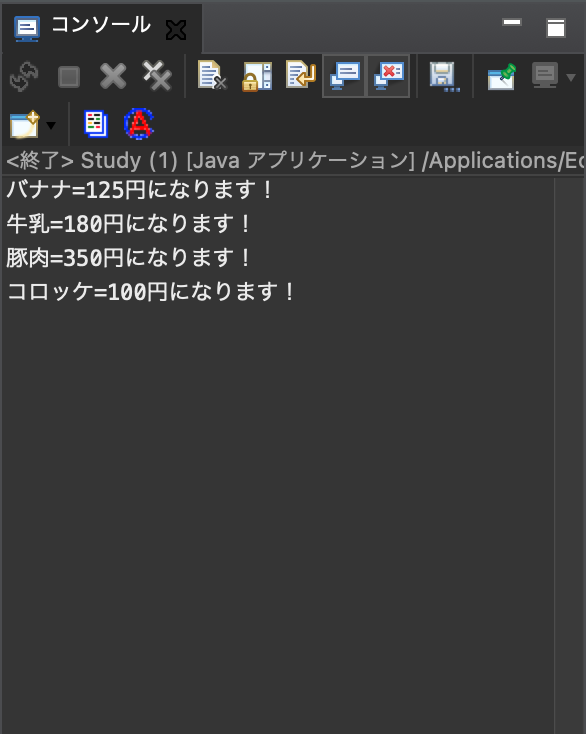 コンソール
<終了> Study (1) [Java アプリケーション] /Applications/Ec
バナナ=125円になります！
牛乳=180円になります！
豚肉=350円になります！
コロッケ=100円になります！